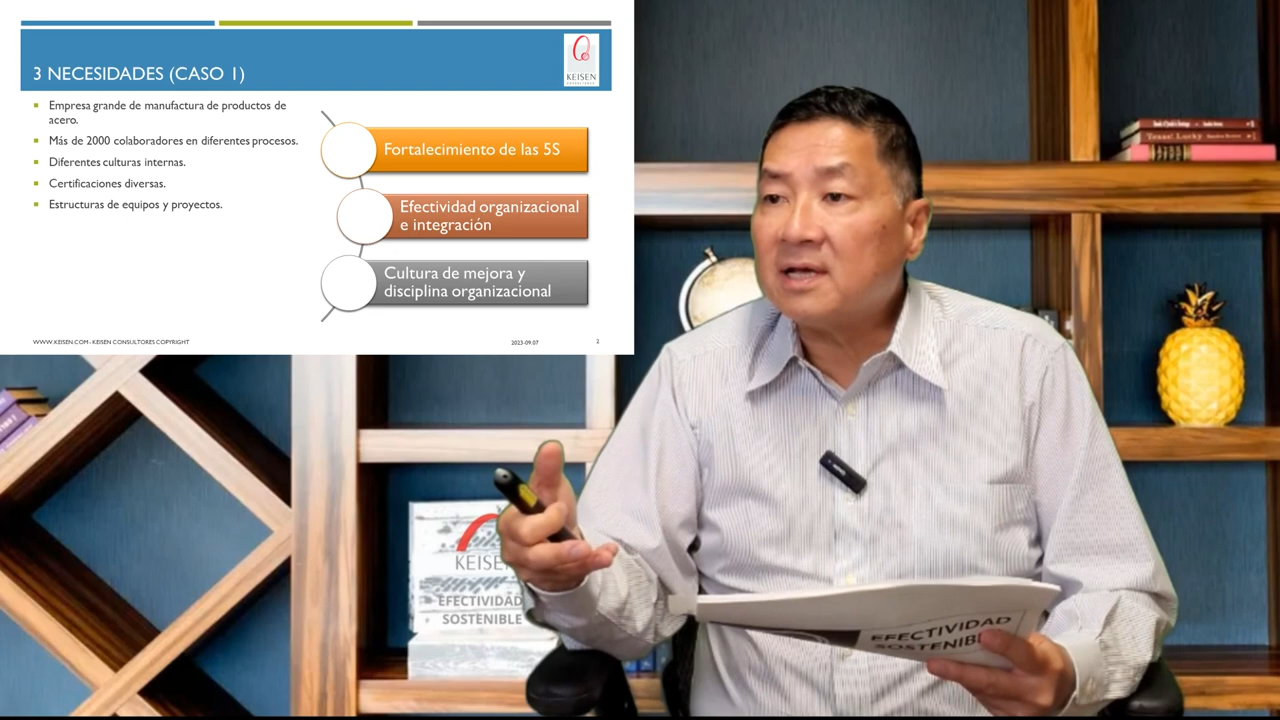 3 NECESIDADES (CASO 1)
KEISEN
Empresa grande de manufactura de productos de
acero.
Más de 2000 colaboradores en diferentes procesos.
Diferentes culturas internas.
Certificaciones diversas.
Estructuras de equipos y proyectos.
Fortalecimiento de las 5S
Efectividad organizacional
e integración
Cultura de mejora y
disciplina organizacional
WWW.KEISEN.COM - KEISEN CONSULTORES COPYRIGHT
2023-09.07
2
KEISEN
EFECTIVIDAD
SOSTENIBLE
EFECTIVIDAD